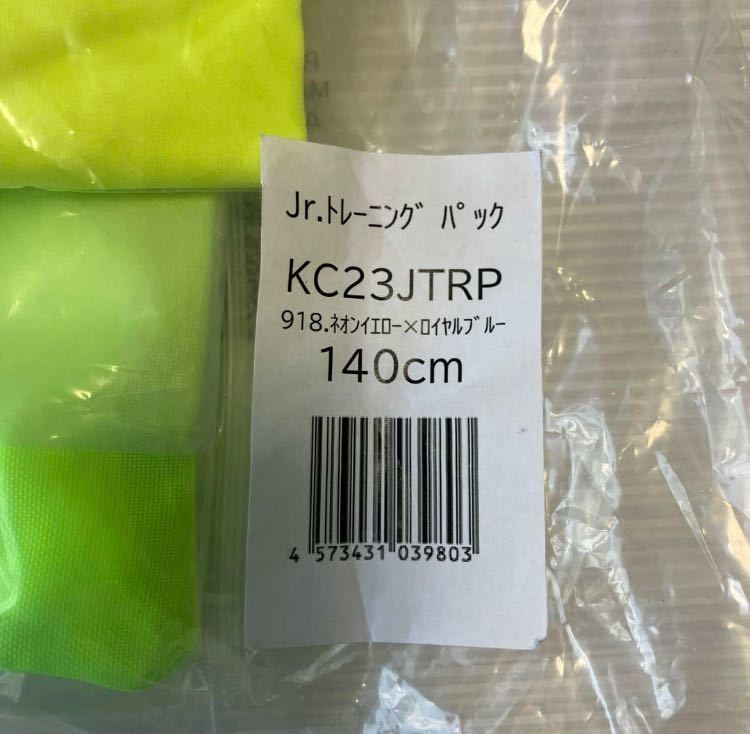 Jr.ﾄﾚｰﾆﾝｸﾞ ﾊﾟｯｸ
KC23JTRP
918.ﾈｵﾝｲｴﾛｰ×ﾛｲﾔﾙﾌﾞﾙｰ
140cm
4 573431 039803